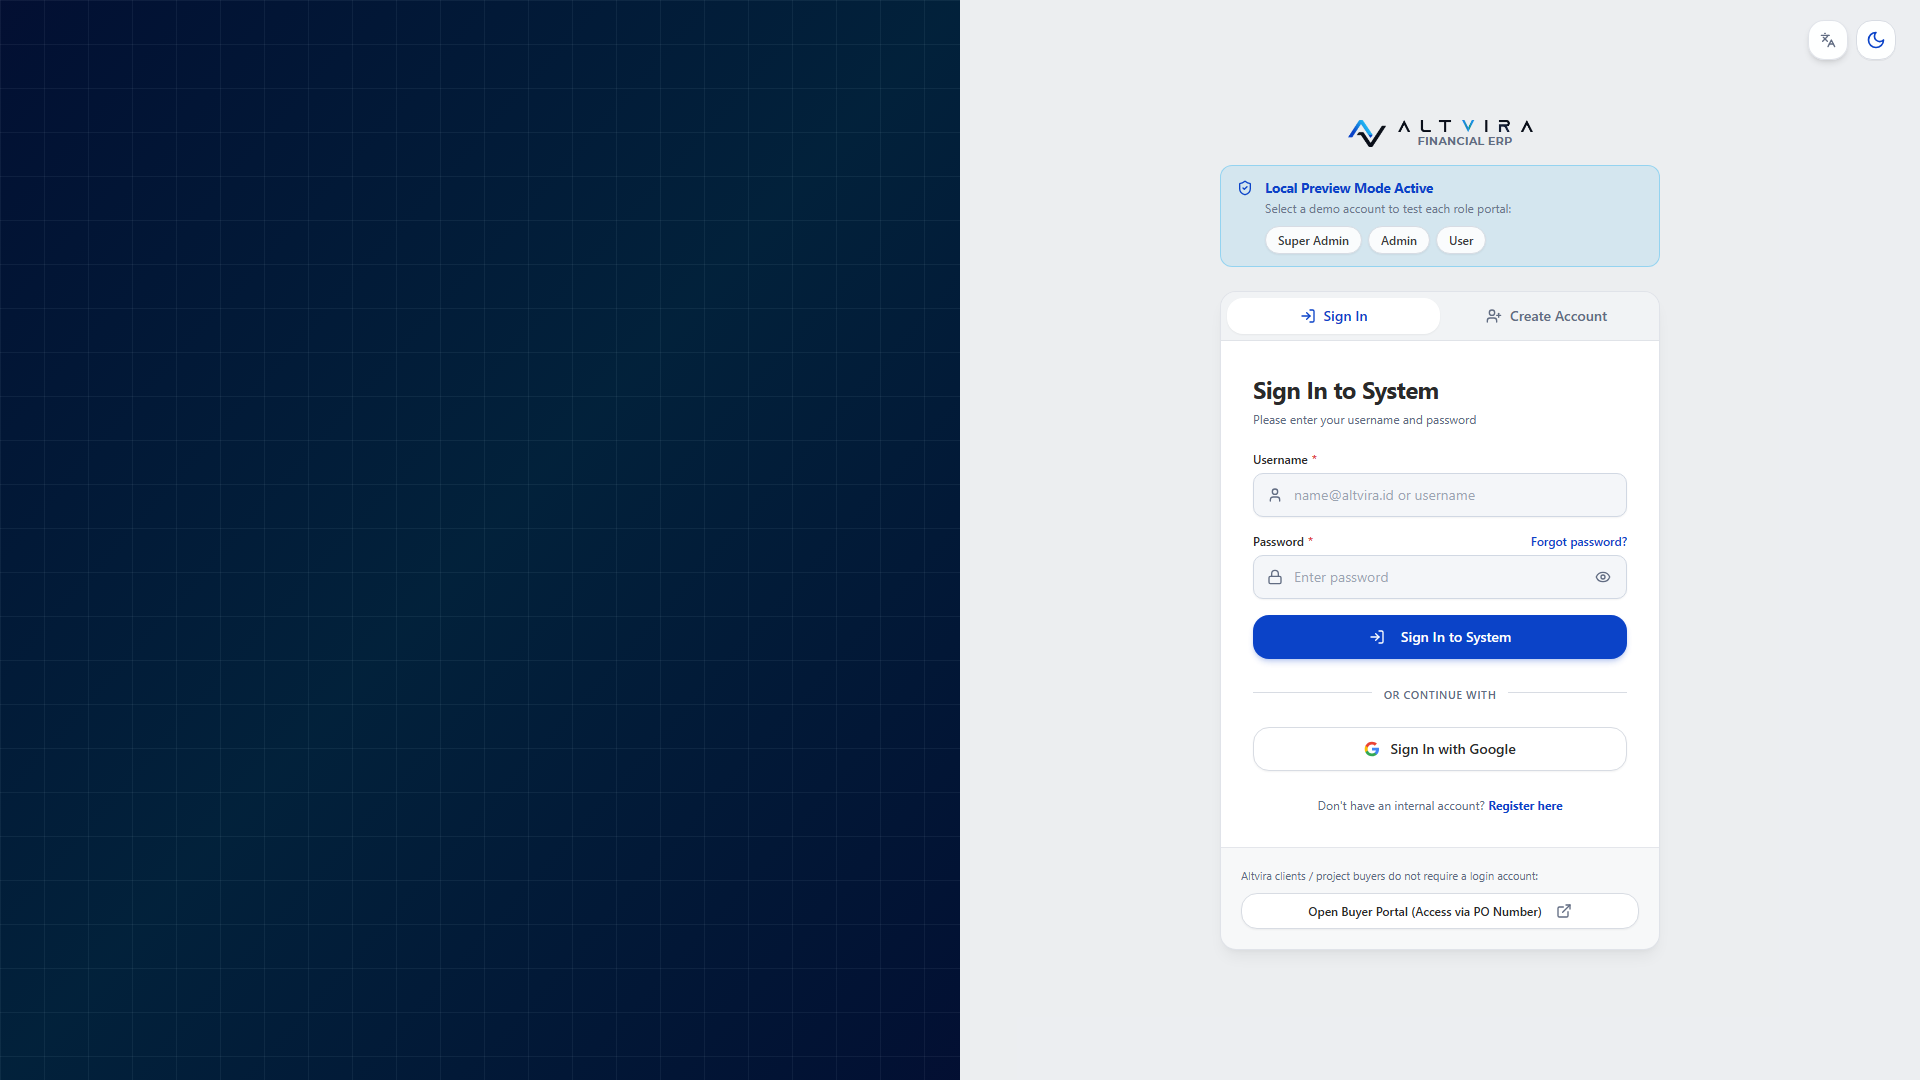 ALTVIRA
FINANCIAL ERP
Local Preview Mode Active
Select a demo account to test each role portal:
Super Admin Admin User
Sign In Create Account
Sign In to System
Please enter your username and password
Username *
name@altvira.id or username
Password * Forgot password?
Enter password
Sign In to System
OR CONTINUE WITH
Sign In with Google
Don't have an internal account? Register here
Altvira clients / project buyers do not require a login account:
Open Buyer Portal (Access via PO Number)